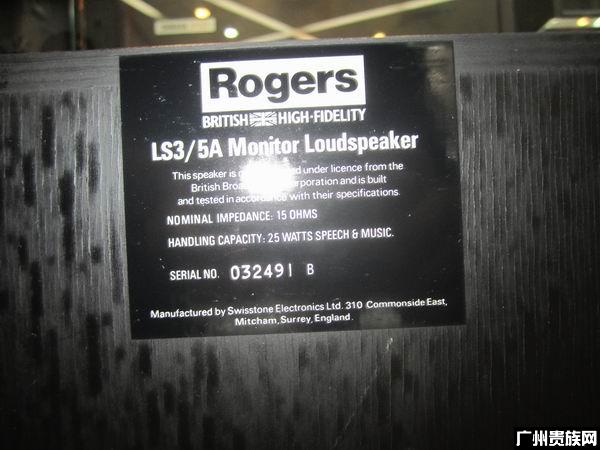 Rogers
BRITISH HIGH-FIDELITY
LS3/5A Monitor Loudspeaker
This speaker is under licence from the
British Corporation and is built
and tested in accordance with their specifications.
NOMINAL IMPEDANCE: 15 OHMS
HANDLING CAPACITY: 25 WATTS SPEECH & MUSIC.
SERIAL NO. 032491 B
Manufactured by Swisstone Electronics Ltd. 310 Commonside East,
Mitcham, Surrey, England.
广州贵族网